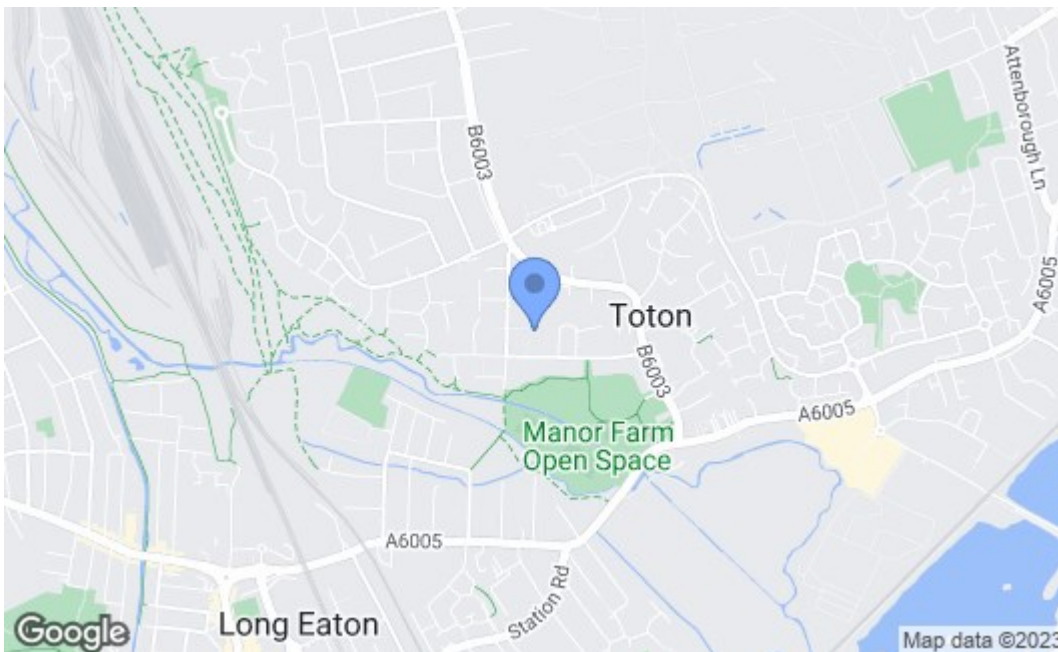 Attenborough Ln
B6003
A6005
Toton
B6003
A6005
Manor Farm
Open Space
A6005
Station Rd
Long Eaton
Google
Map data ©2023